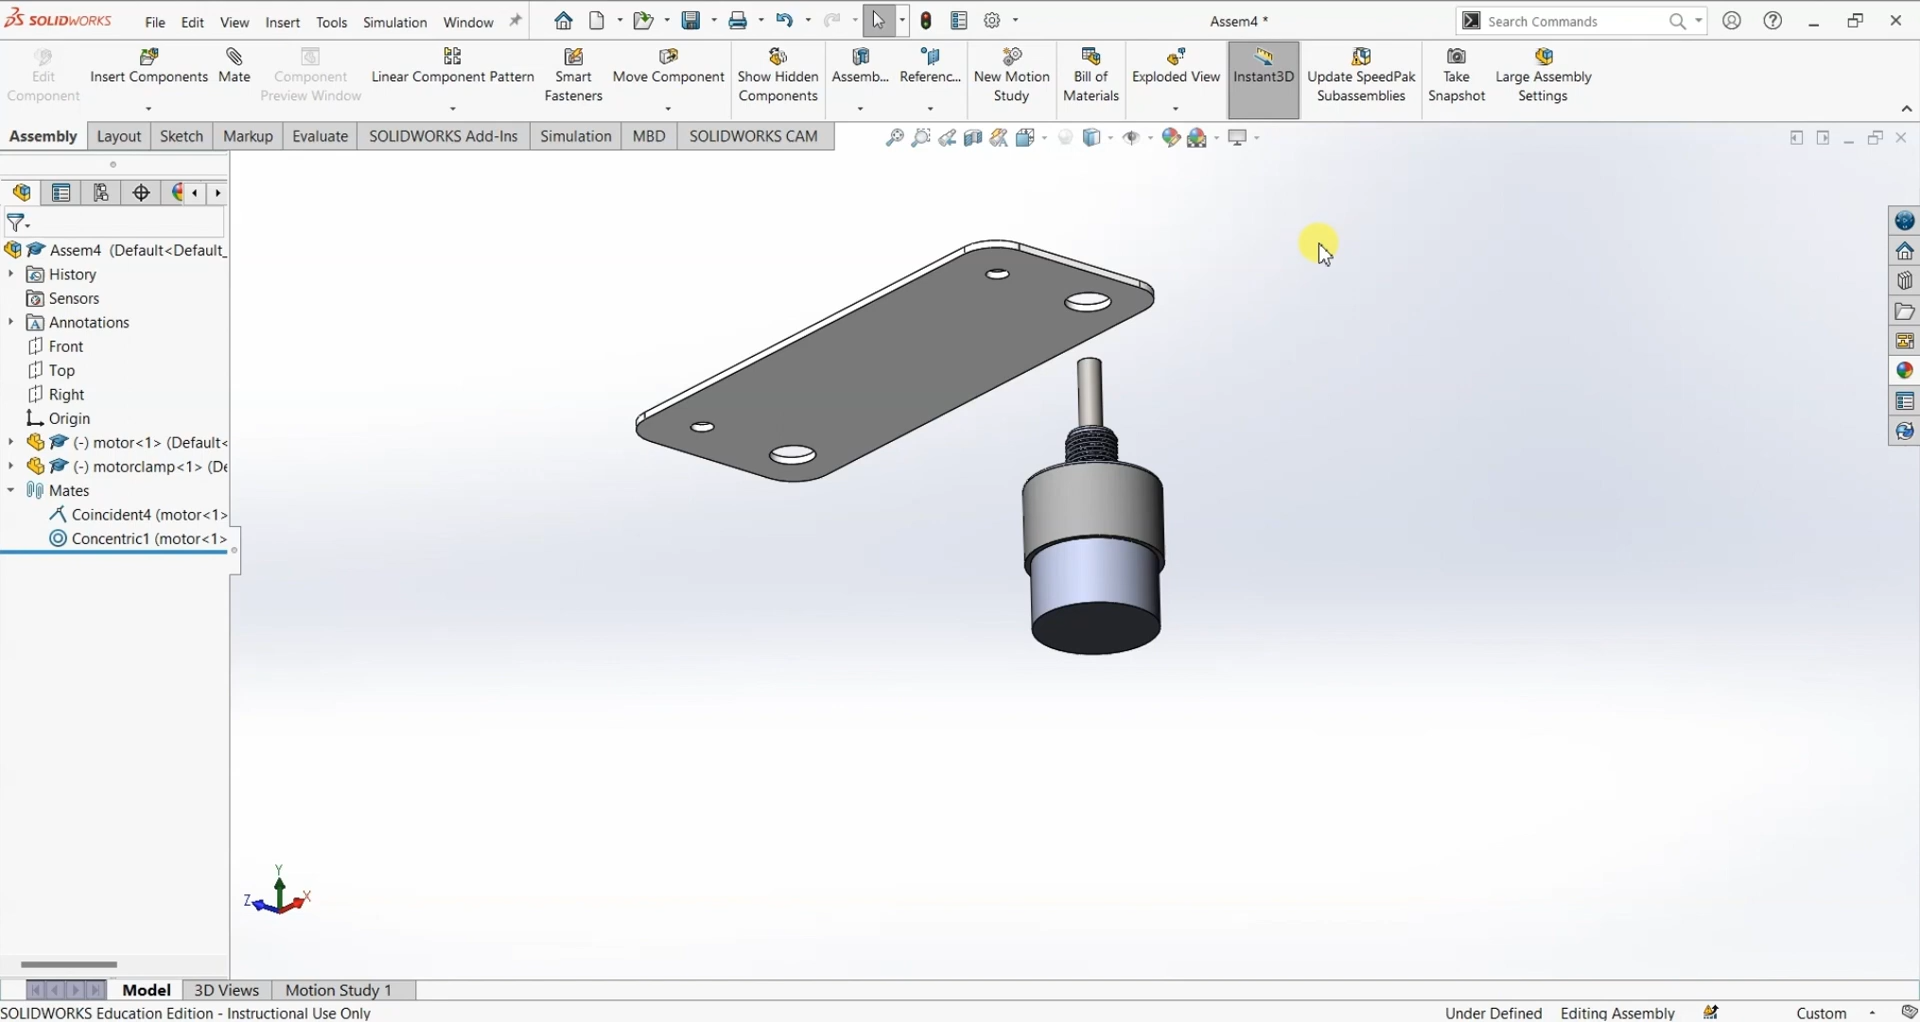 SOLIDWORKS File Edit View Insert Tools Simulation Window Assem4 * Search Commands
Edit Component
Insert Components
Mate
Component Preview Window
Linear Component Pattern
Smart Fasteners
Move Component
Show Hidden Components
Assemb...
Referenc...
New Motion Study
Bill of Materials
Exploded View
Instant3D
Update SpeedPak Subassemblies
Take Snapshot
Large Assembly Settings
Assembly Layout Sketch Markup Evaluate SOLIDWORKS Add-Ins Simulation MBD SOLIDWORKS CAM
Assem4 (Default<Default_
History
Sensors
A Annotations
Front
Top
Right
Origin
(-) motor<1> (Default<
(-) motorclamp<1> (De
Mates
Coincident4 (motor<1>
Concentric1 (motor<1>
Y
Z X
Model 3D Views Motion Study 1
SOLIDWORKS Education Edition - Instructional Use Only Under Defined Editing Assembly Custom